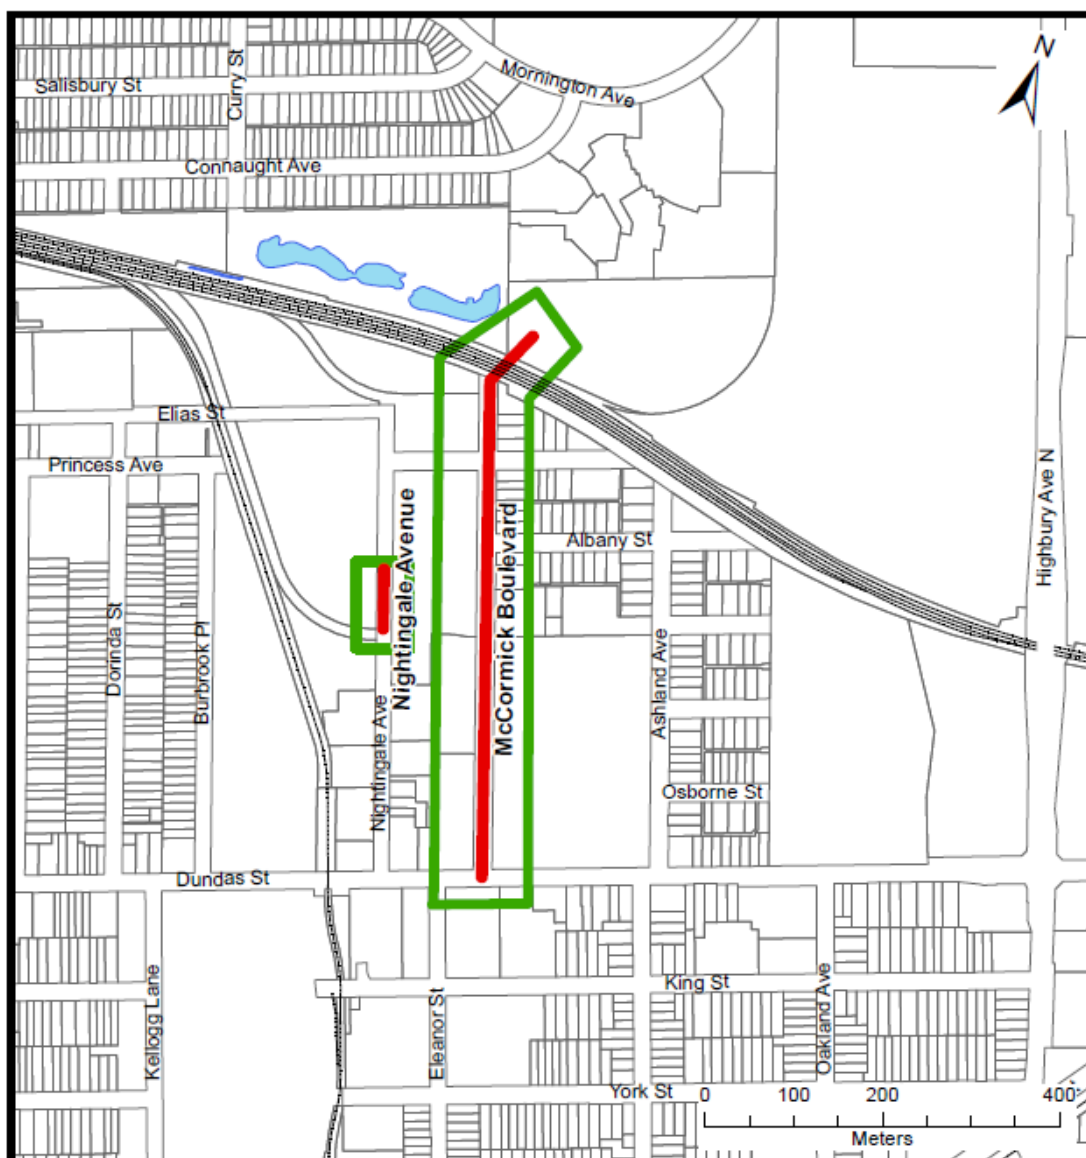 Salisbury St
Curry St
Mornington Ave
N
Connaught Ave
Elias St
Princess Ave
Highbury Ave N
Nightingale Avenue
McCormick Boulevard
Albany St
Dorinda St
Burbrook Pl
Ashland Ave
Nightingale Ave
Osborne St
Dundas St
King St
Kellogg Lane
Eleanor St
Oakland Ave
York St
0 100 200 400
Meters